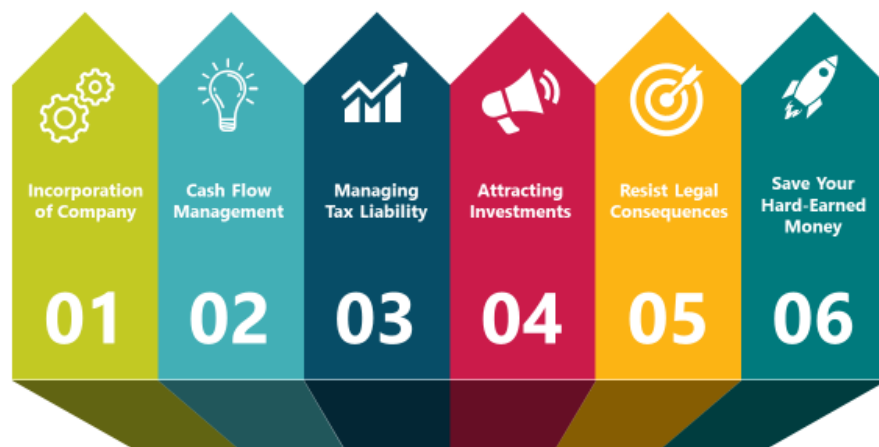 Incorporation
of Company
01
Cash Flow
Management
02
Managing
Tax Liability
03
Attracting
Investments
04
Resist Legal
Consequences
05
Save Your
Hard-Earned
Money
06